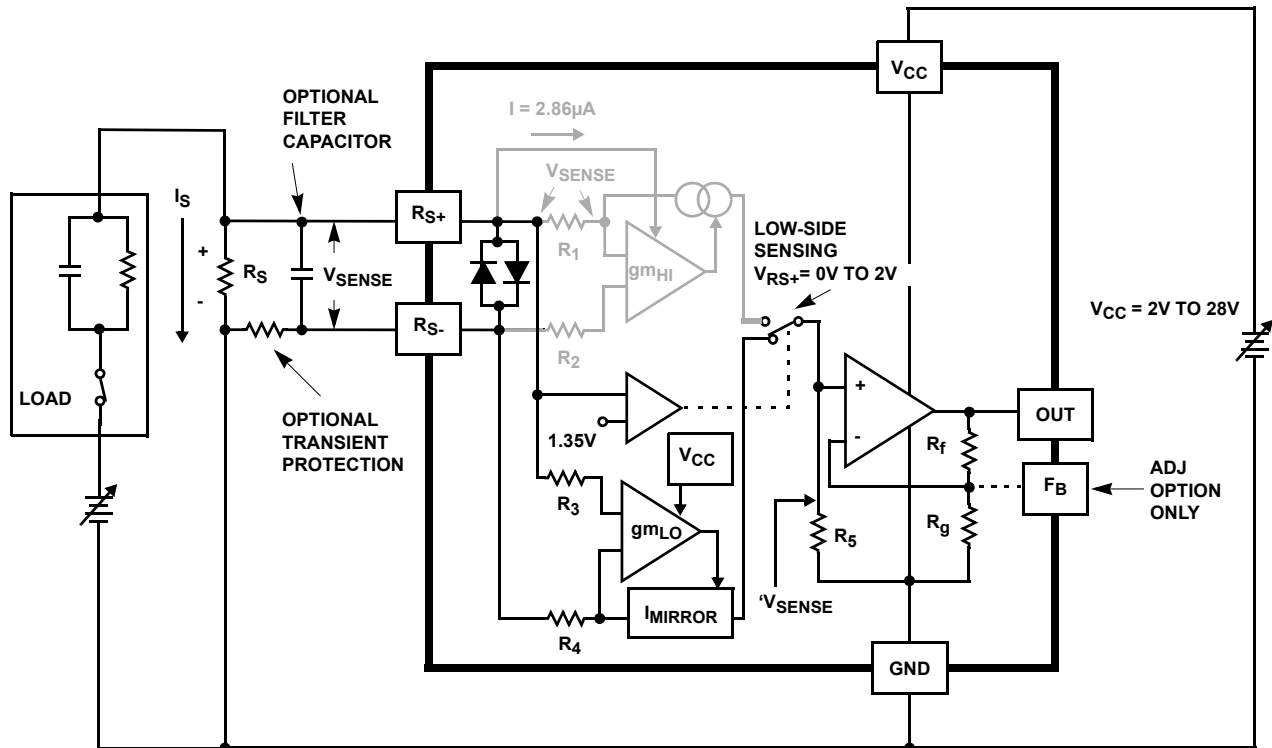 OPTIONAL
FILTER
CAPACITOR
I = 2.86µA
VCC
IS
VSENSE
RS+
R1
gmHI
LOW-SIDE
SENSING
VRS+= 0V TO 2V
+
RS
-
VSENSE
RS-
R2
VCC = 2V TO 28V
LOAD
OPTIONAL
TRANSIENT
PROTECTION
1.35V
VCC
+
-
OUT
Rf
FB
ADJ
OPTION
ONLY
R3
gmLO
R5
Rg
'VSENSE
R4
IMIRROR
GND